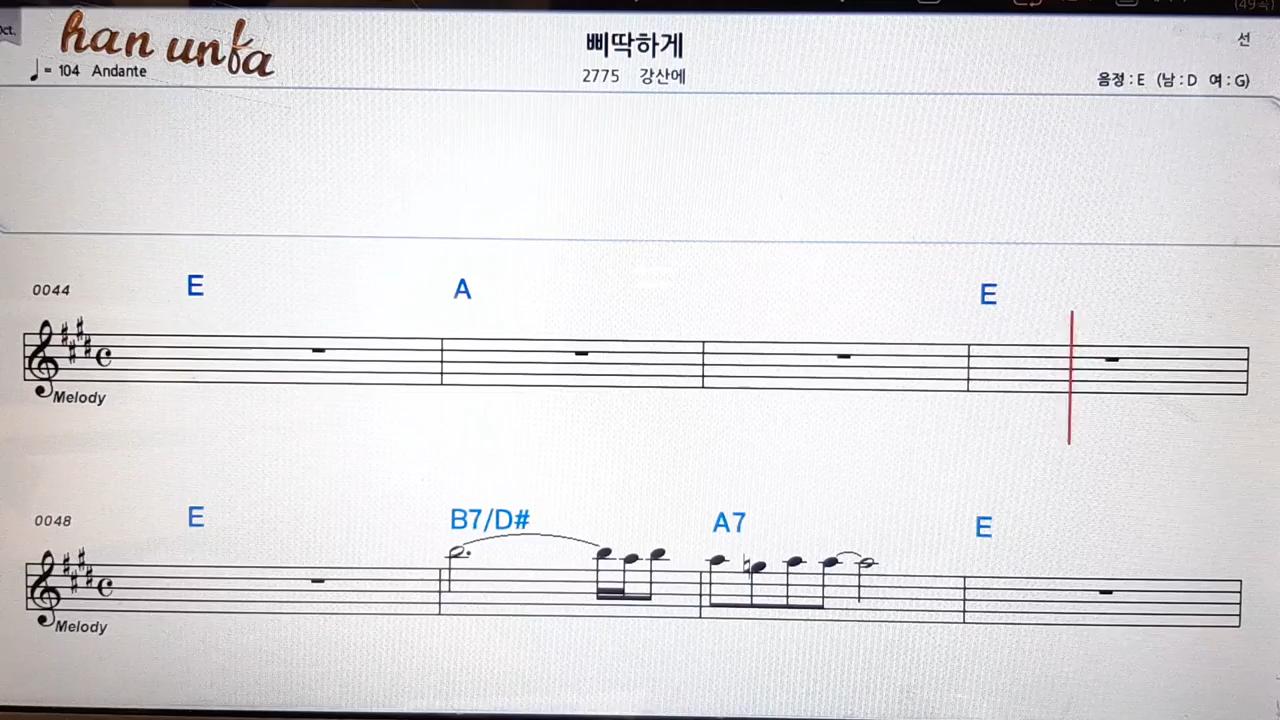 Oct.
han unfa
삐딱하게
선
♩= 104 Andante
2775 강산에
음정 : E (남 : D 여 : G)
0044 E A E
Melody
0048 E B7/D# A7 E
Melody